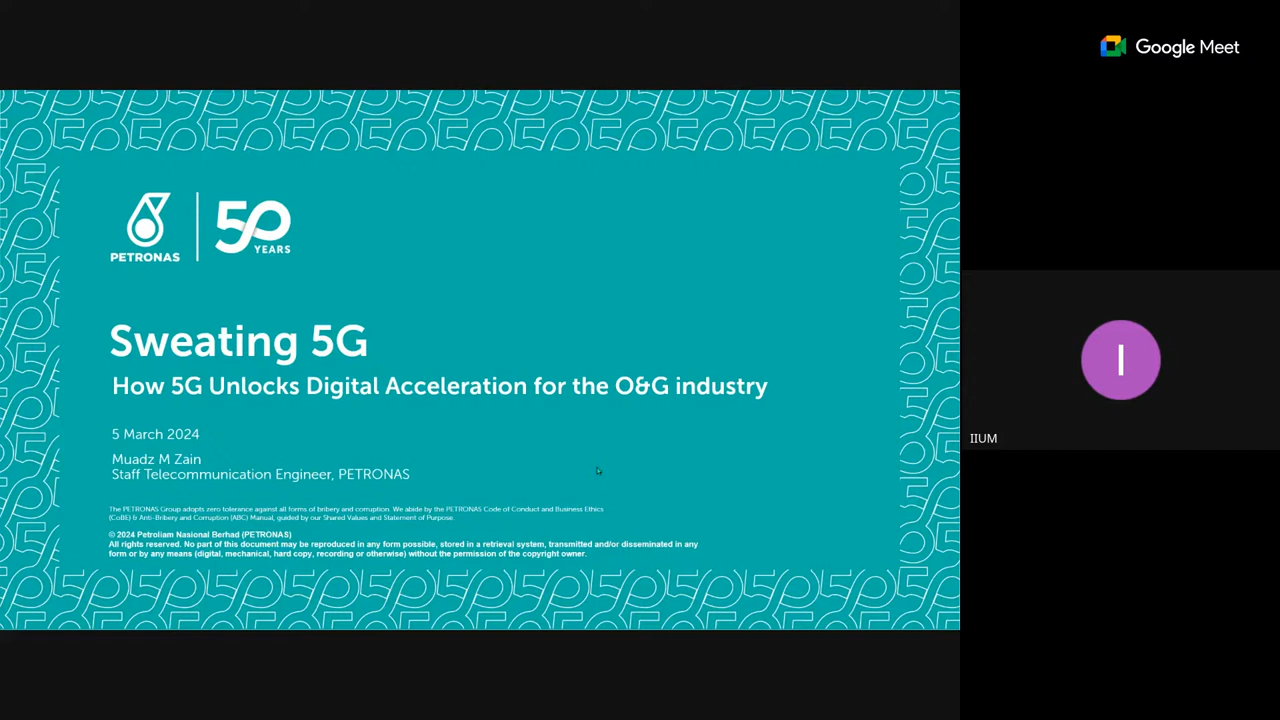 Google Meet
PETRONAS
50
YEARS
Sweating 5G
How 5G Unlocks Digital Acceleration for the O&G industry
5 March 2024
Muadz M Zain
Staff Telecommunication Engineer, PETRONAS
The PETRONAS Group adopts zero tolerance against all forms of bribery and corruption. We abide by the PETRONAS Code of Conduct and Business Ethics
(CoBE) & Anti-Bribery and Corruption (ABC) Manual, guided by our Shared Values and Statement of Purpose.
© 2024 Petroliam Nasional Berhad (PETRONAS)
All rights reserved. No part of this document may be reproduced in any form possible, stored in a retrieval system, transmitted and/or disseminated in any
form or by any means (digital, mechanical, hard copy, recording or otherwise) without the permission of the copyright owner.
I
IIUM